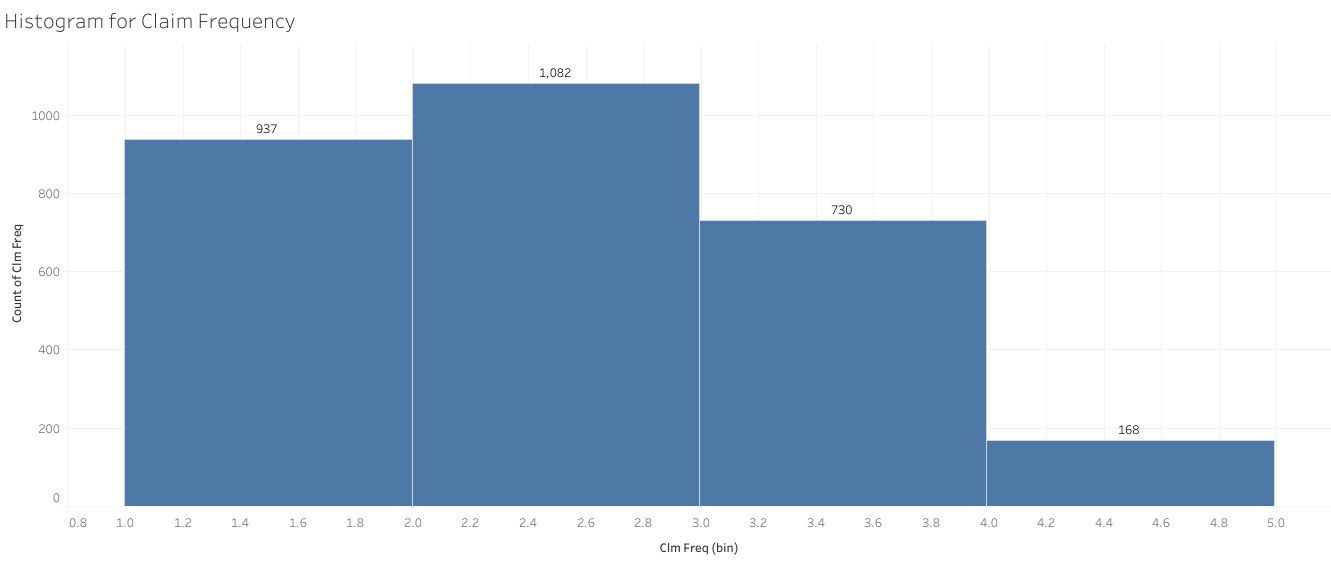 Histogram for Claim Frequency
1,082
1000
937
800
730
600
Count of Clm Freq
400
200
168
0
0.8 1.0 1.2 1.4 1.6 1.8 2.0 2.2 2.4 2.6 2.8 3.0 3.2 3.4 3.6 3.8 4.0 4.2 4.4 4.6 4.8 5.0
Clm Freq (bin)